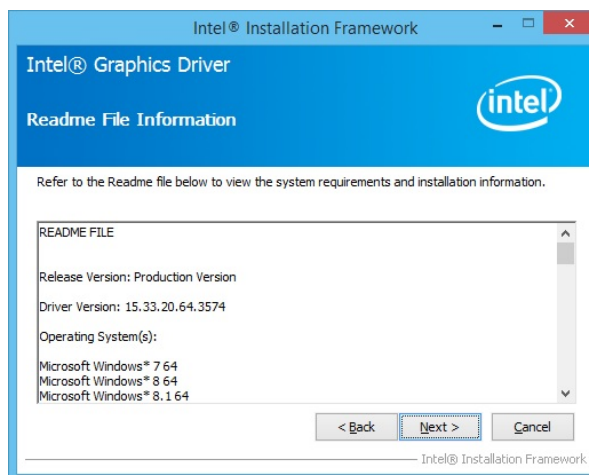 Intel® Installation Framework
Intel® Graphics Driver
intel
Readme File Information
Refer to the Readme file below to view the system requirements and installation information.
README FILE
Release Version: Production Version
Driver Version: 15.33.20.64.3574
Operating System(s):
Microsoft Windows* 7 64
Microsoft Windows* 8 64
Microsoft Windows* 8.1 64
< Back
Next >
Cancel
Intel® Installation Framework